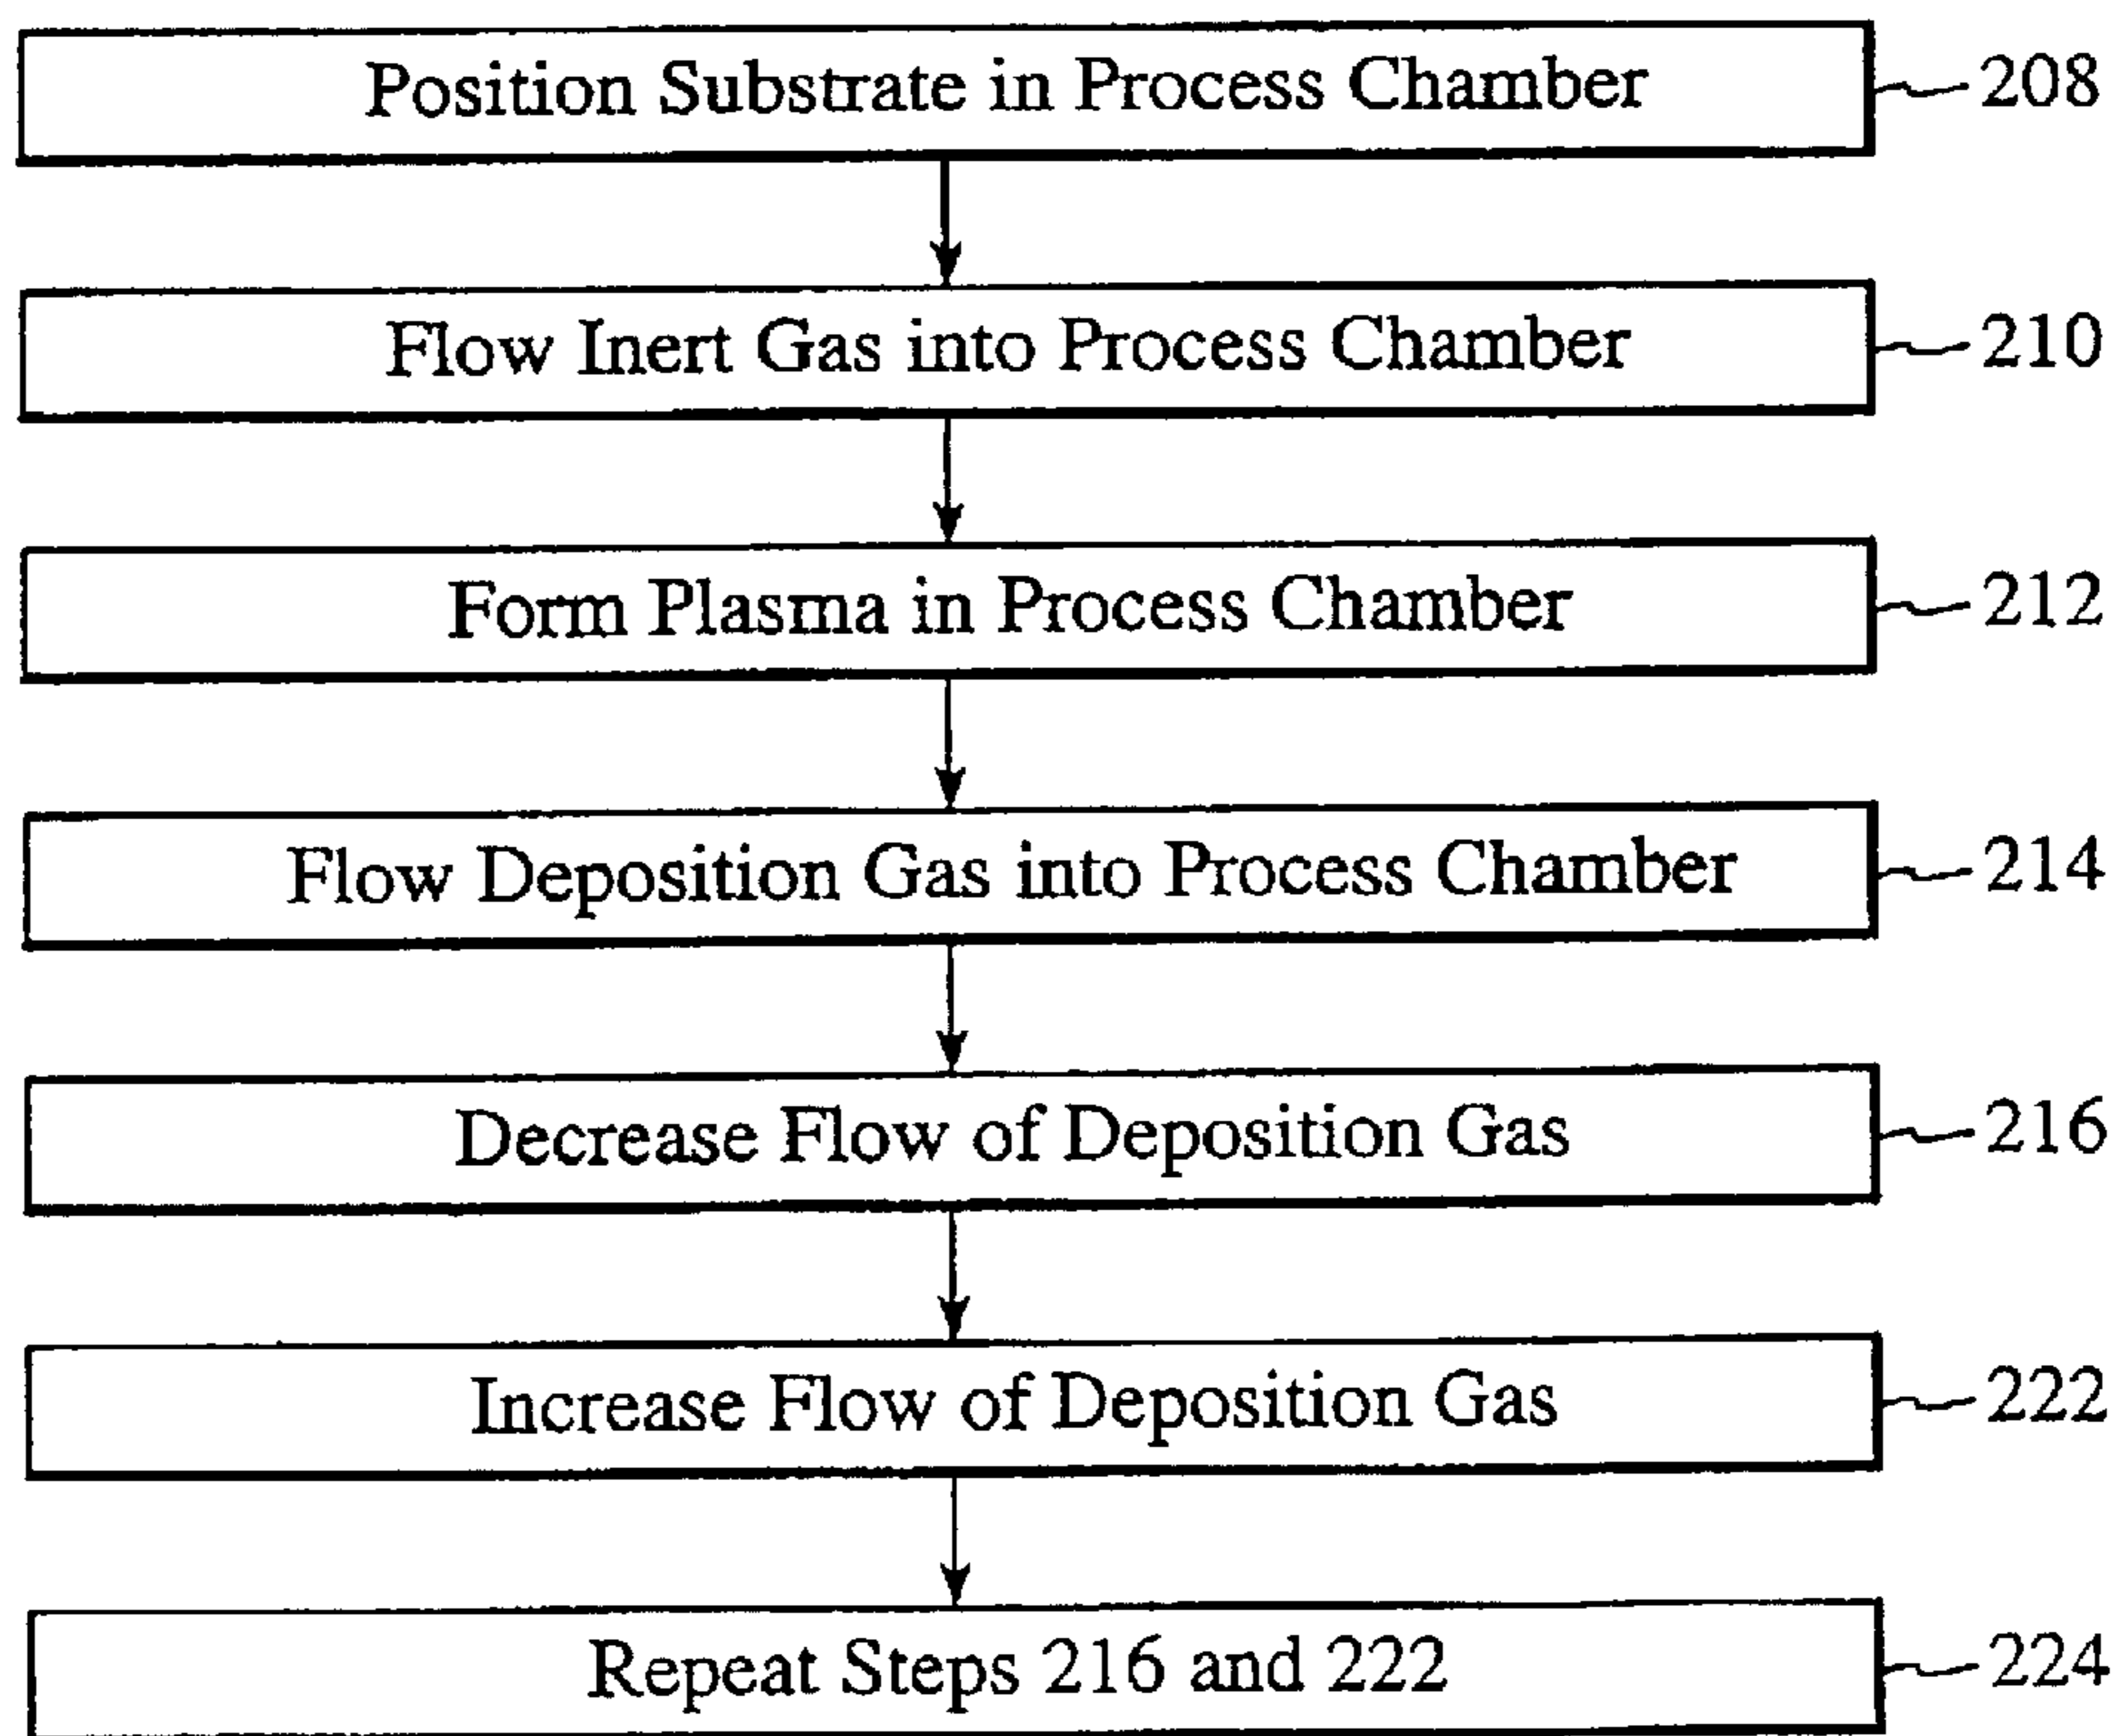 Position Substrate in Process Chamber 208
Flow Inert Gas into Process Chamber 210
Form Plasma in Process Chamber 212
Flow Deposition Gas into Process Chamber 214
Decrease Flow of Deposition Gas 216
Increase Flow of Deposition Gas 222
Repeat Steps 216 and 222 224